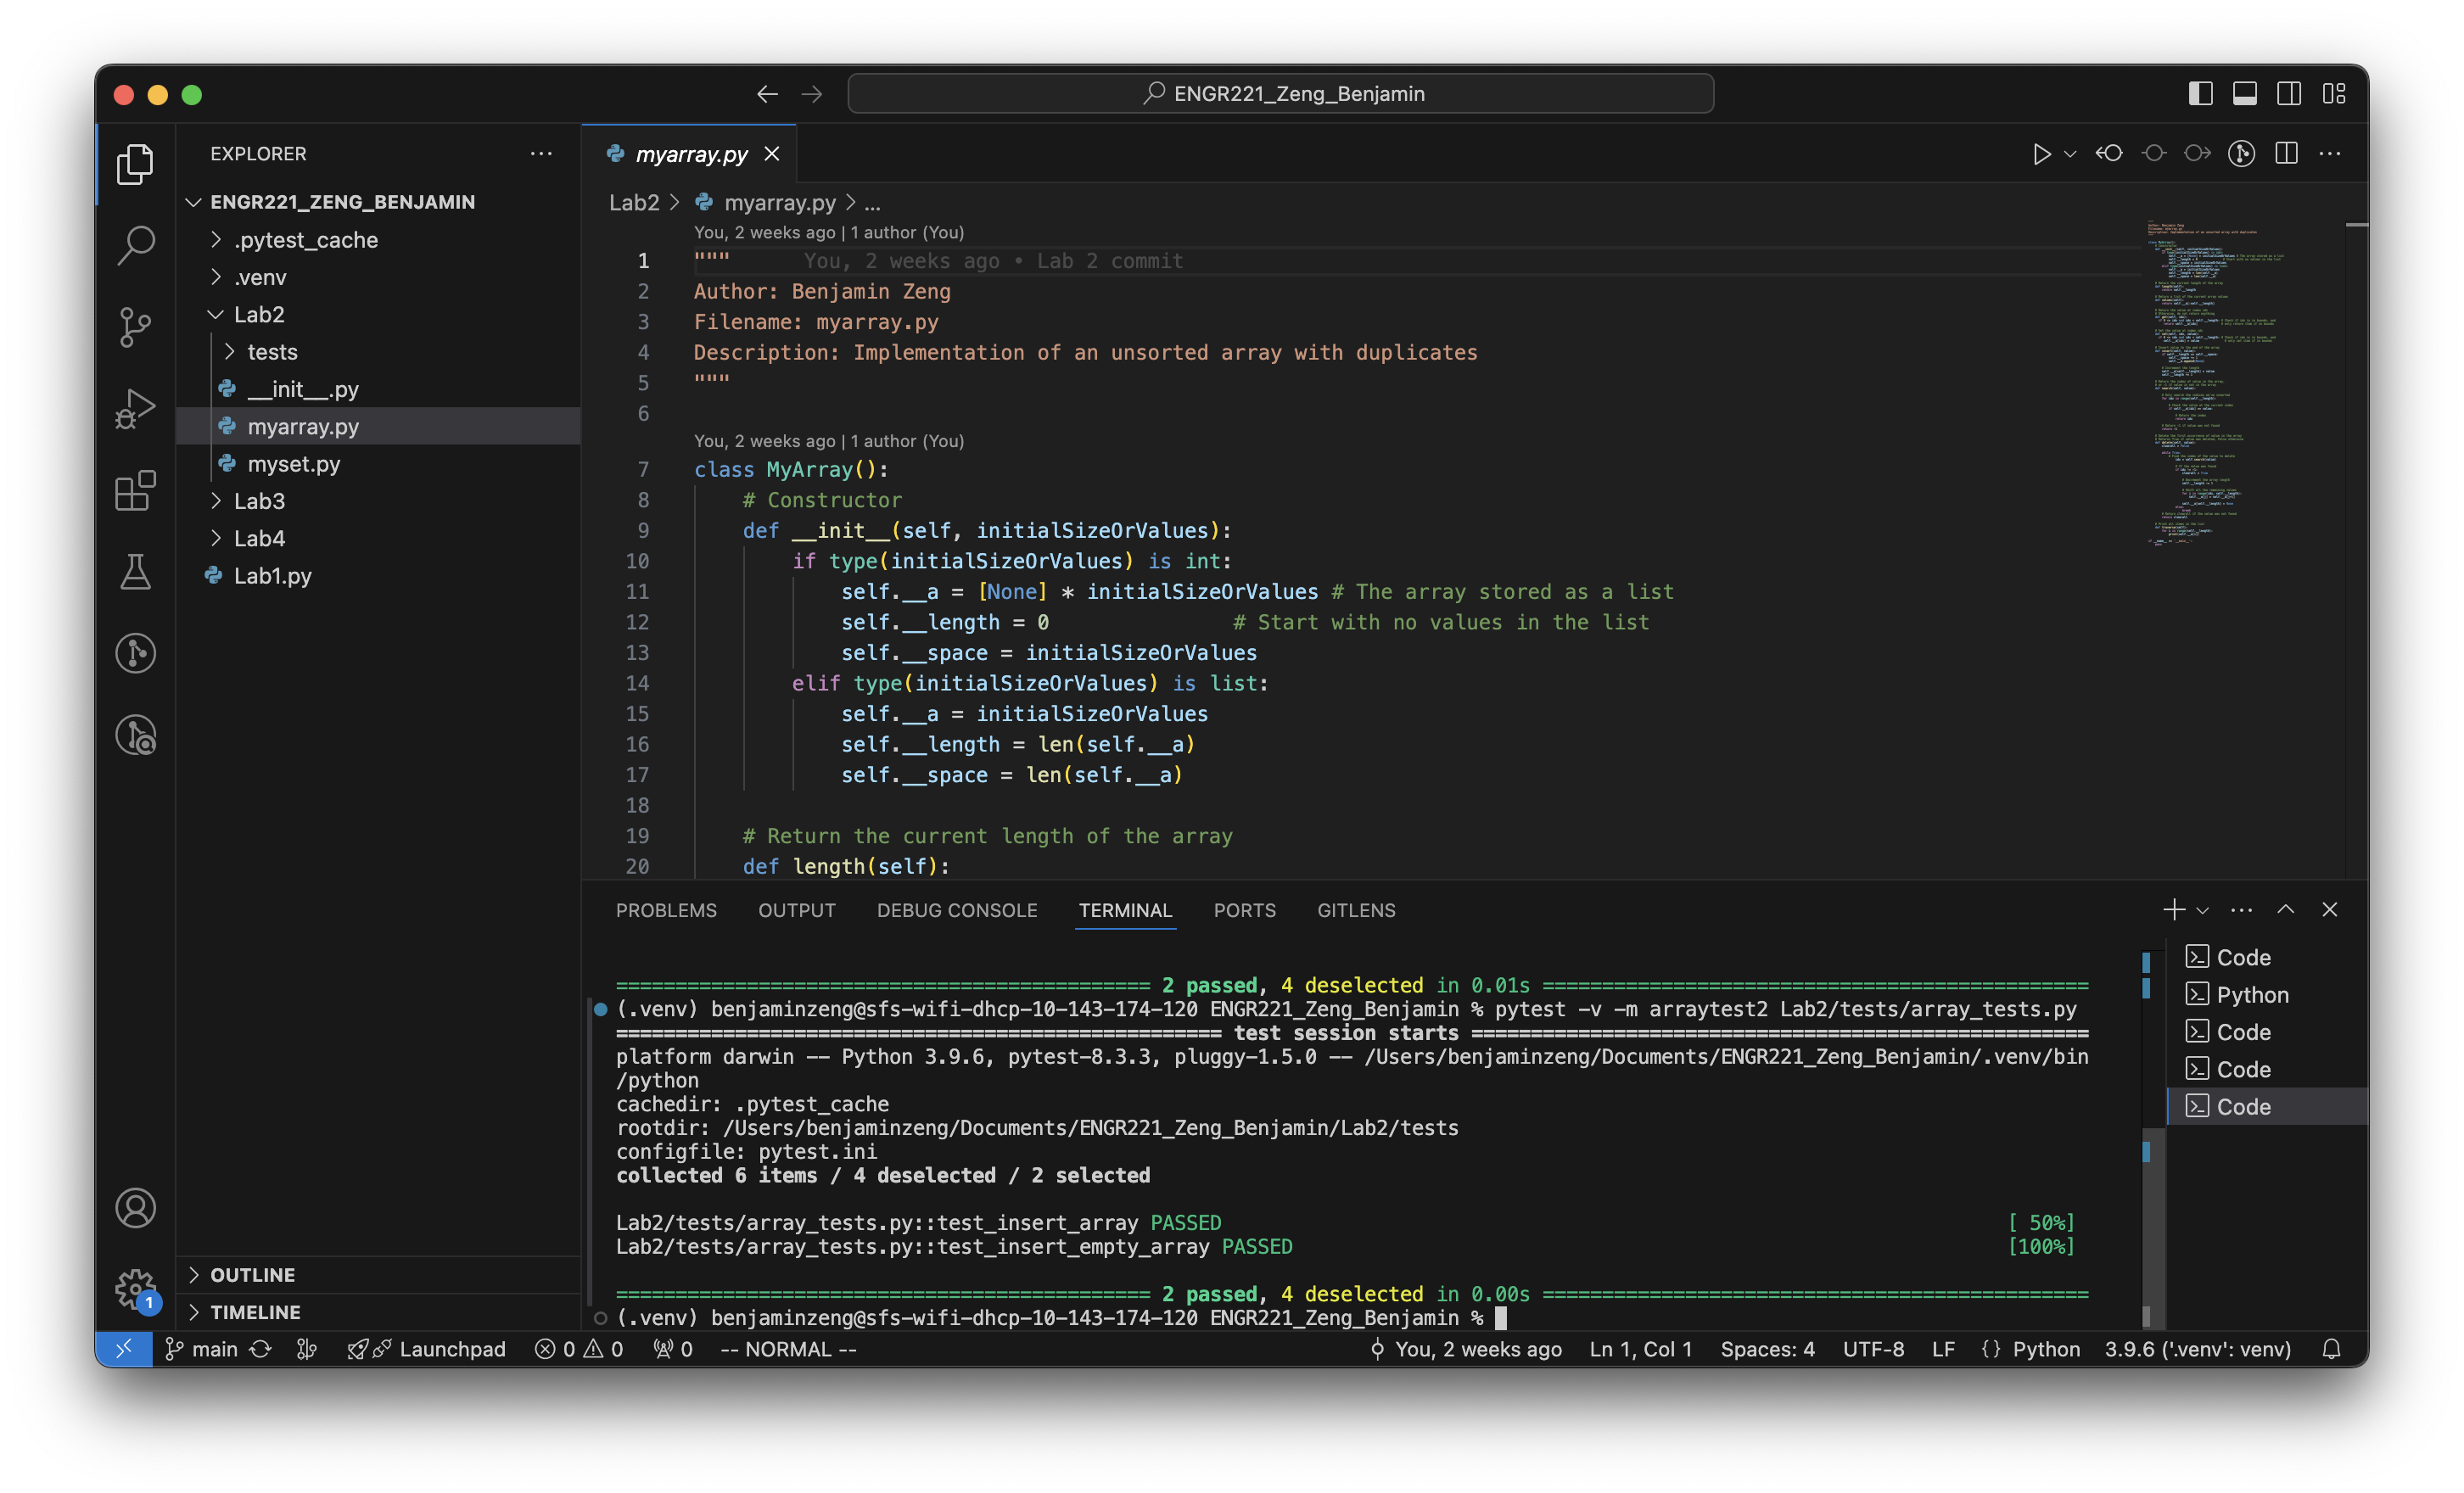 ENGR221_Zeng_Benjamin
EXPLORER
ENGR221_ZENG_BENJAMIN
.pytest_cache
.venv
Lab2
tests
__init__.py
myarray.py
myset.py
Lab3
Lab4
Lab1.py
OUTLINE
TIMELINE
1
myarray.py
Lab2 > myarray.py > ...
You, 2 weeks ago | 1 author (You)
1 """ You, 2 weeks ago • Lab 2 commit
2 Author: Benjamin Zeng
3 Filename: myarray.py
4 Description: Implementation of an unsorted array with duplicates
5 """
6
You, 2 weeks ago | 1 author (You)
7 class MyArray():
8 # Constructor
9 def __init__(self, initialSizeOrValues):
10 if type(initialSizeOrValues) is int:
11 self.__a = [None] * initialSizeOrValues # The array stored as a list
12 self.__length = 0 # Start with no values in the list
13 self.__space = initialSizeOrValues
14 elif type(initialSizeOrValues) is list:
15 self.__a = initialSizeOrValues
16 self.__length = len(self.__a)
17 self.__space = len(self.__a)
18
19 # Return the current length of the array
20 def length(self):
PROBLEMS OUTPUT DEBUG CONSOLE TERMINAL PORTS GITLENS
============================================= 2 passed, 4 deselected in 0.01s ==============================================
(.venv) benjaminzeng@sfs-wifi-dhcp-10-143-174-120 ENGR221_Zeng_Benjamin % pytest -v -m arraytest2 Lab2/tests/array_tests.py
=================================================== test session starts ====================================================
platform darwin -- Python 3.9.6, pytest-8.3.3, pluggy-1.5.0 -- /Users/benjaminzeng/Documents/ENGR221_Zeng_Benjamin/.venv/bin
/python
cachedir: .pytest_cache
rootdir: /Users/benjaminzeng/Documents/ENGR221_Zeng_Benjamin/Lab2/tests
configfile: pytest.ini
collected 6 items / 4 deselected / 2 selected
Lab2/tests/array_tests.py::test_insert_array PASSED [ 50%]
Lab2/tests/array_tests.py::test_insert_empty_array PASSED [100%]
============================================= 2 passed, 4 deselected in 0.00s ==============================================
(.venv) benjaminzeng@sfs-wifi-dhcp-10-143-174-120 ENGR221_Zeng_Benjamin %
Code
Python
Code
Code
Code
main Launchpad 0 0 0 -- NORMAL -- You, 2 weeks ago Ln 1, Col 1 Spaces: 4 UTF-8 LF {} Python 3.9.6 ('.venv': venv)